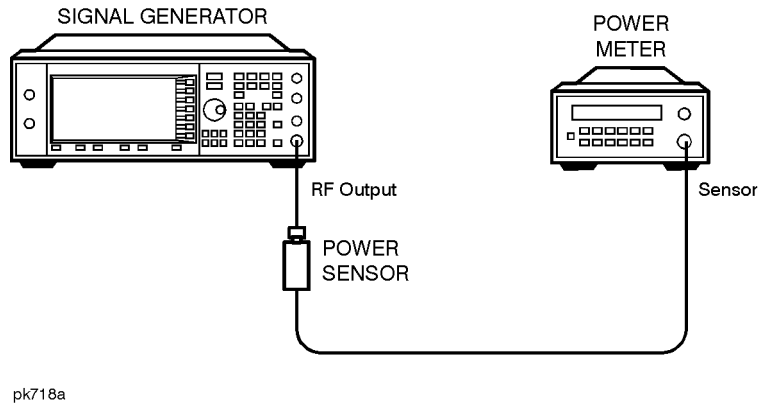 SIGNAL GENERATOR
POWER
METER
RF Output
Sensor
POWER
SENSOR
pk718a